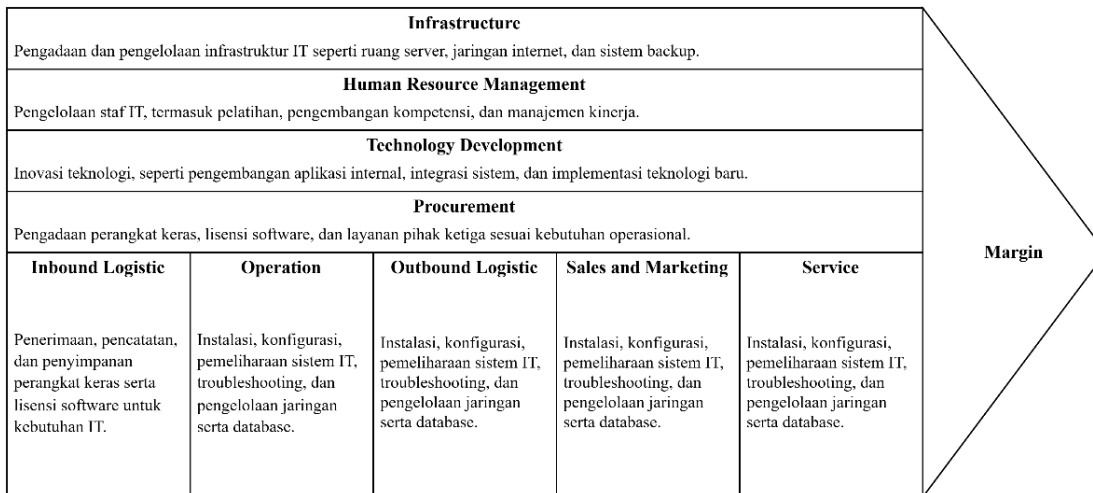 Infrastructure
Pengadaan dan pengelolaan infrastruktur IT seperti ruang server, jaringan internet, dan sistem backup.
Human Resource Management
Pengelolaan staf IT, termasuk pelatihan, pengembangan kompetensi, dan manajemen kinerja.
Technology Development
Inovasi teknologi, seperti pengembangan aplikasi internal, integrasi sistem, dan implementasi teknologi baru.
Procurement
Pengadaan perangkat keras, lisensi software, dan layanan pihak ketiga sesuai kebutuhan operasional.
Inbound Logistic
Penerimaan, pencatatan,
dan penyimpanan
perangkat keras serta
lisensi software untuk
kebutuhan IT.
Operation
Instalasi, konfigurasi,
pemeliharaan sistem IT,
troubleshooting, dan
pengelolaan jaringan
serta database.
Outbound Logistic
Instalasi, konfigurasi,
pemeliharaan sistem IT,
troubleshooting, dan
pengelolaan jaringan
serta database.
Sales and Marketing
Instalasi, konfigurasi,
pemeliharaan sistem IT,
troubleshooting, dan
pengelolaan jaringan
serta database.
Service
Instalasi, konfigurasi,
pemeliharaan sistem IT,
troubleshooting, dan
pengelolaan jaringan
serta database.
Margin